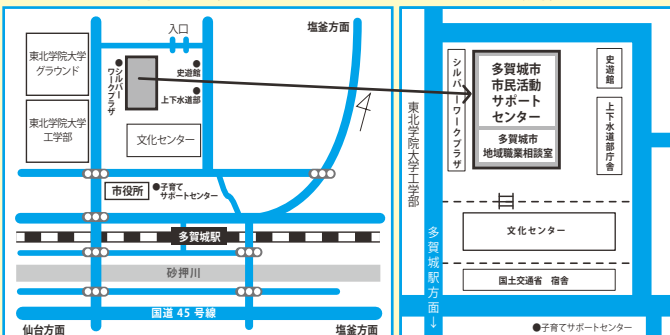 入口
塩釜方面
東北学院大学
グラウンド
シルバー
ワークプラザ
●史遊館
●上下水道部
東北学院大学
工学部
文化センター
市役所
●子育て
サポートセンター
多賀城駅
砂押川
国道45号線
仙台方面
塩釜方面
シルバーワークプラザ
多賀城市
市民活動
サポート
センター
多賀城市
地域職業相談室
史遊館
上下水道部庁舎
東北学院大学工学部
多賀城駅方面→
文化センター
国土交通省 宿舎
●子育てサポートセンター